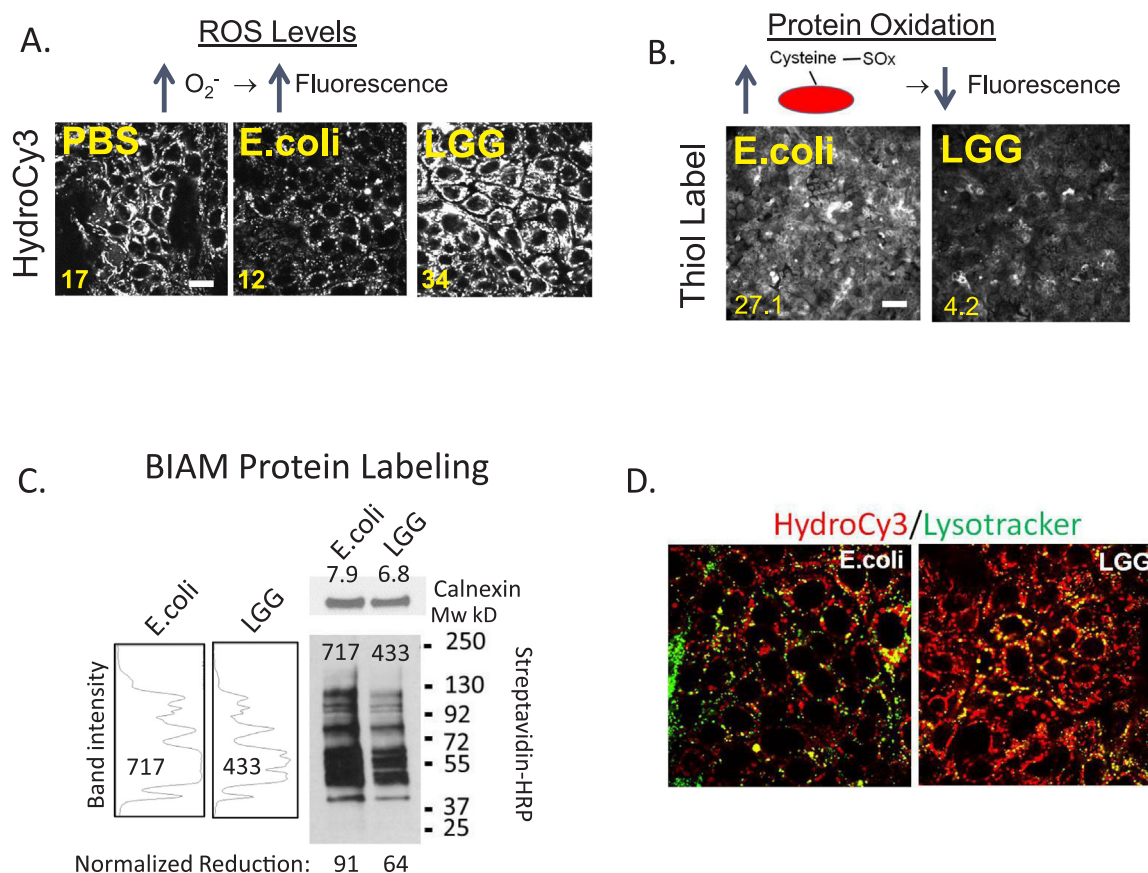 A.
ROS Levels
O₂⁻ → Fluorescence
HydroCy3
PBS
17
E.coli
12
LGG
34
B.
Protein Oxidation
Cysteine — SOx
→ Fluorescence
Thiol Label
E.coli
27.1
LGG
4.2
C.
BIAM Protein Labeling
E.coli
LGG
7.9
6.8
Calnexin
Mw kD
E.coli
LGG
Band intensity
717
433
717
433
250
130
92
72
55
37
25
Streptavidin-HRP
Normalized Reduction: 91 64
D.
HydroCy3/Lysotracker
E.coli
LGG